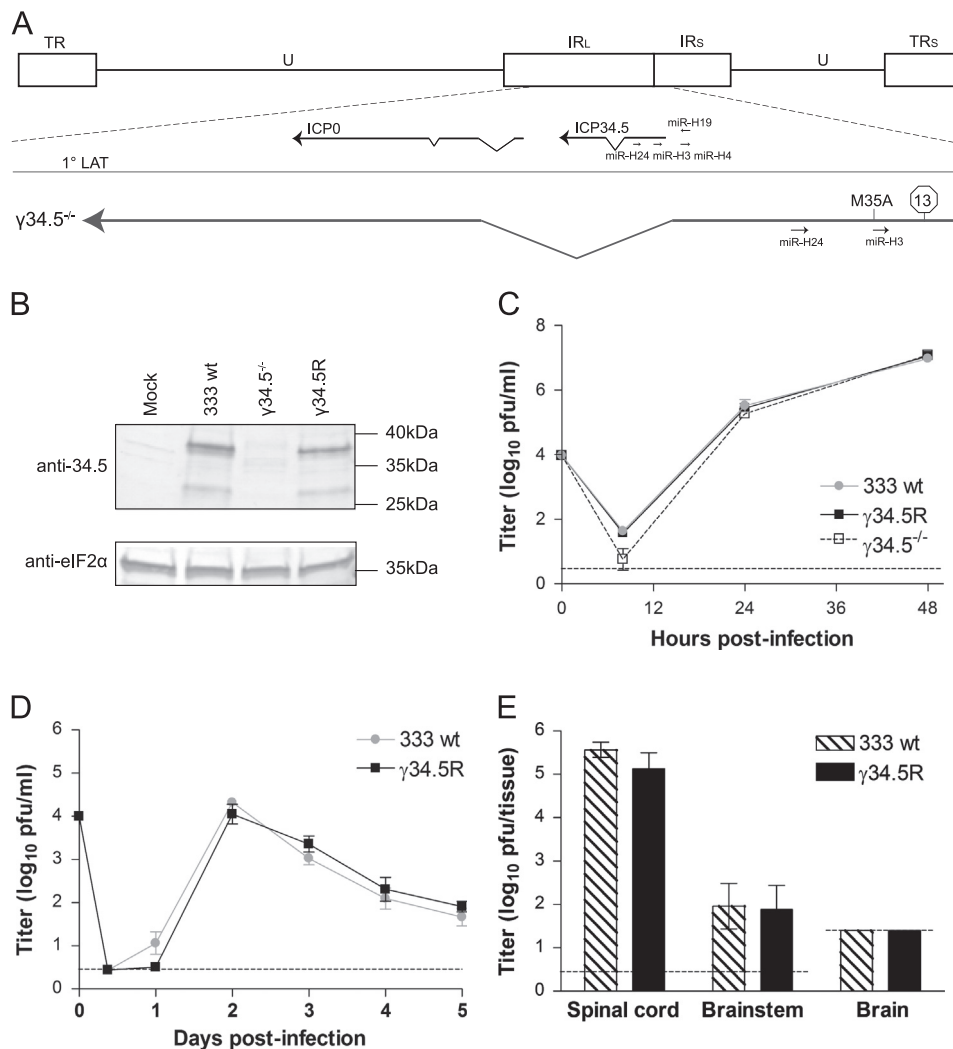 A
TR
U
IRL
IRS
U
TRS
ICP0
ICP34.5
miR-H19
miR-H24
miR-H3
miR-H4
1° LAT
γ34.5-/-
M35A
13
miR-H24
miR-H3
B
Mock
333 wt
γ34.5-/-
γ34.5R
anti-34.5
40kDa
35kDa
25kDa
anti-eIF2α
35kDa
C
Titer (log10 pfu/ml)
8
6
4
2
0
0
12
24
36
48
Hours post-infection
333 wt
γ34.5R
γ34.5-/-
D
Titer (log10 pfu/ml)
6
5
4
3
2
1
0
0
1
2
3
4
5
Days post-infection
333 wt
γ34.5R
E
Titer (log10 pfu/tissue)
6
5
4
3
2
1
0
Spinal cord
Brainstem
Brain
333 wt
γ34.5R